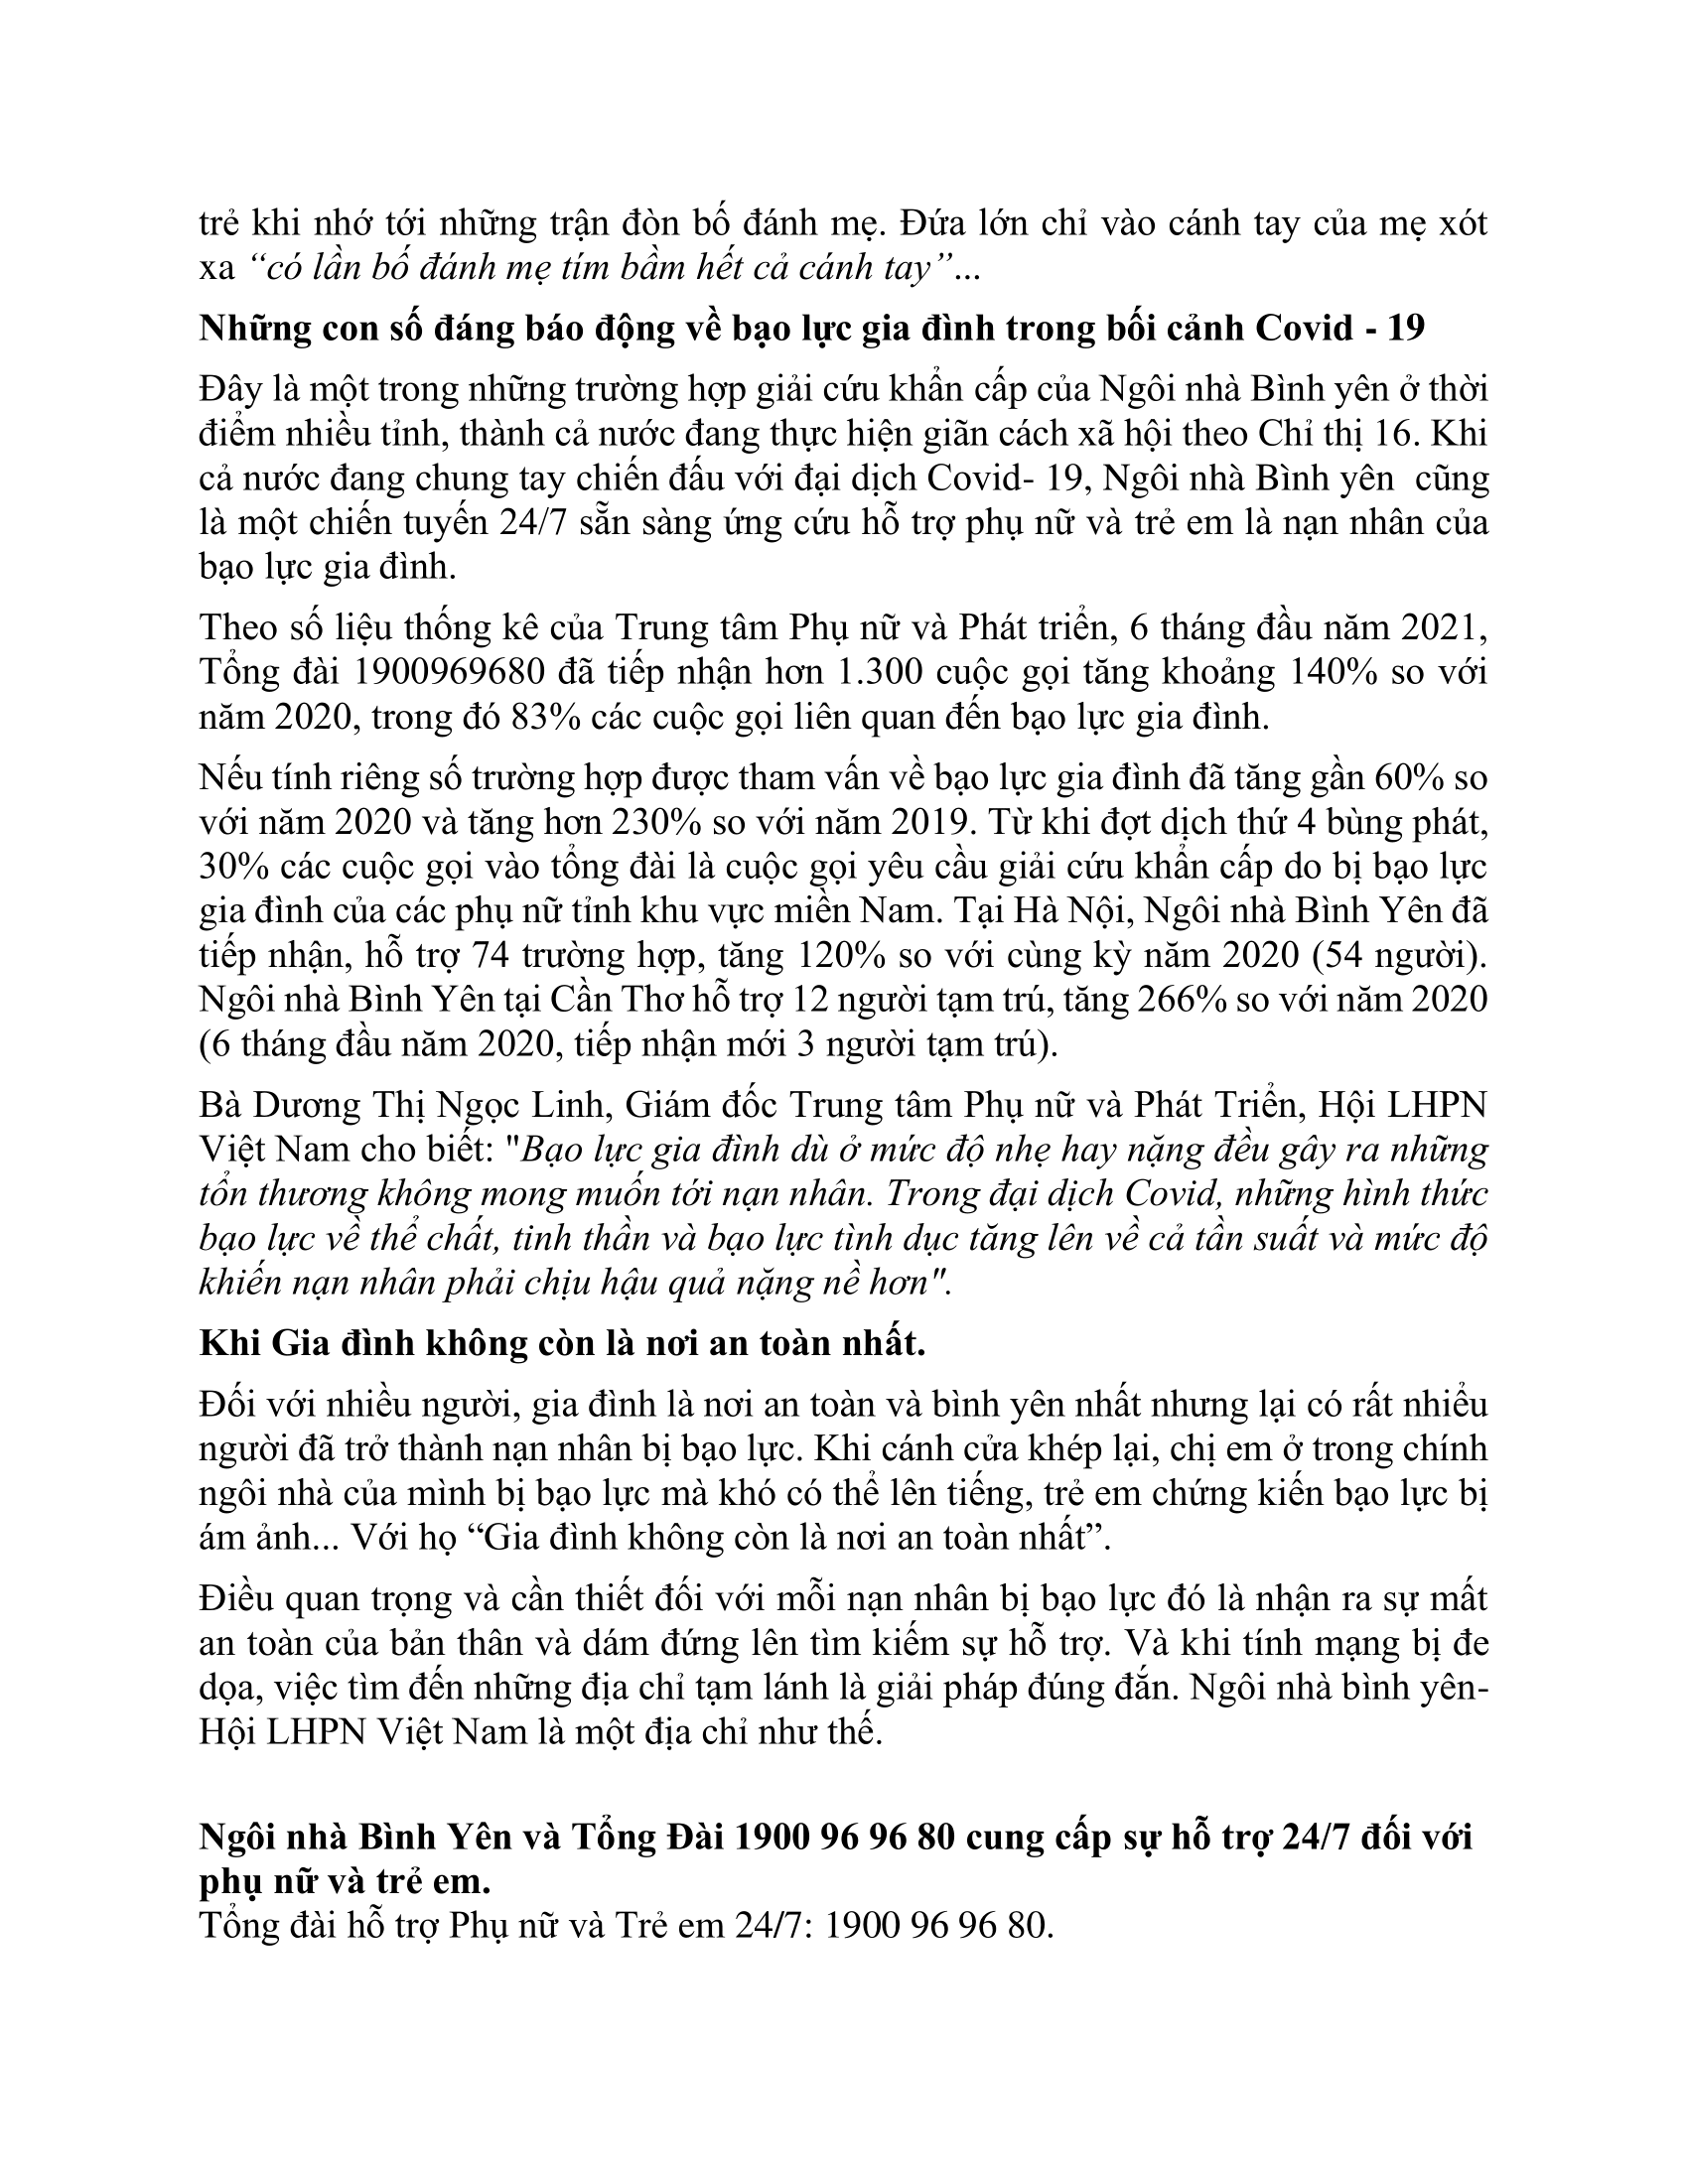 trẻ khi nhớ tới những trận đòn bố đánh mẹ. Đứa lớn chỉ vào cánh tay của mẹ xót
xa “có lần bố đánh mẹ tím bầm hết cả cánh tay”...
Những con số đáng báo động về bạo lực gia đình trong bối cảnh Covid - 19
Đây là một trong những trường hợp giải cứu khẩn cấp của Ngôi nhà Bình yên ở thời
điểm nhiều tỉnh, thành cả nước đang thực hiện giãn cách xã hội theo Chỉ thị 16. Khi
cả nước đang chung tay chiến đấu với đại dịch Covid- 19, Ngôi nhà Bình yên  cũng
là một chiến tuyến 24/7 sẵn sàng ứng cứu hỗ trợ phụ nữ và trẻ em là nạn nhân của
bạo lực gia đình.
Theo số liệu thống kê của Trung tâm Phụ nữ và Phát triển, 6 tháng đầu năm 2021,
Tổng đài 1900969680 đã tiếp nhận hơn 1.300 cuộc gọi tăng khoảng 140% so với
năm 2020, trong đó 83% các cuộc gọi liên quan đến bạo lực gia đình.
Nếu tính riêng số trường hợp được tham vấn về bạo lực gia đình đã tăng gần 60% so
với năm 2020 và tăng hơn 230% so với năm 2019. Từ khi đợt dịch thứ 4 bùng phát,
30% các cuộc gọi vào tổng đài là cuộc gọi yêu cầu giải cứu khẩn cấp do bị bạo lực
gia đình của các phụ nữ tỉnh khu vực miền Nam. Tại Hà Nội, Ngôi nhà Bình Yên đã
tiếp nhận, hỗ trợ 74 trường hợp, tăng 120% so với cùng kỳ năm 2020 (54 người).
Ngôi nhà Bình Yên tại Cần Thơ hỗ trợ 12 người tạm trú, tăng 266% so với năm 2020
(6 tháng đầu năm 2020, tiếp nhận mới 3 người tạm trú).
Bà Dương Thị Ngọc Linh, Giám đốc Trung tâm Phụ nữ và Phát Triển, Hội LHPN
Việt Nam cho biết: "Bạo lực gia đình dù ở mức độ nhẹ hay nặng đều gây ra những
tổn thương không mong muốn tới nạn nhân. Trong đại dịch Covid, những hình thức
bạo lực về thể chất, tinh thần và bạo lực tình dục tăng lên về cả tần suất và mức độ
khiến nạn nhân phải chịu hậu quả nặng nề hơn".
Khi Gia đình không còn là nơi an toàn nhất.
Đối với nhiều người, gia đình là nơi an toàn và bình yên nhất nhưng lại có rất nhiểu
người đã trở thành nạn nhân bị bạo lực. Khi cánh cửa khép lại, chị em ở trong chính
ngôi nhà của mình bị bạo lực mà khó có thể lên tiếng, trẻ em chứng kiến bạo lực bị
ám ảnh... Với họ “Gia đình không còn là nơi an toàn nhất”.
Điều quan trọng và cần thiết đối với mỗi nạn nhân bị bạo lực đó là nhận ra sự mất
an toàn của bản thân và dám đứng lên tìm kiếm sự hỗ trợ. Và khi tính mạng bị đe
dọa, việc tìm đến những địa chỉ tạm lánh là giải pháp đúng đắn. Ngôi nhà bình yên-
Hội LHPN Việt Nam là một địa chỉ như thế.
Ngôi nhà Bình Yên và Tổng Đài 1900 96 96 80 cung cấp sự hỗ trợ 24/7 đối với
phụ nữ và trẻ em.
Tổng đài hỗ trợ Phụ nữ và Trẻ em 24/7: 1900 96 96 80.